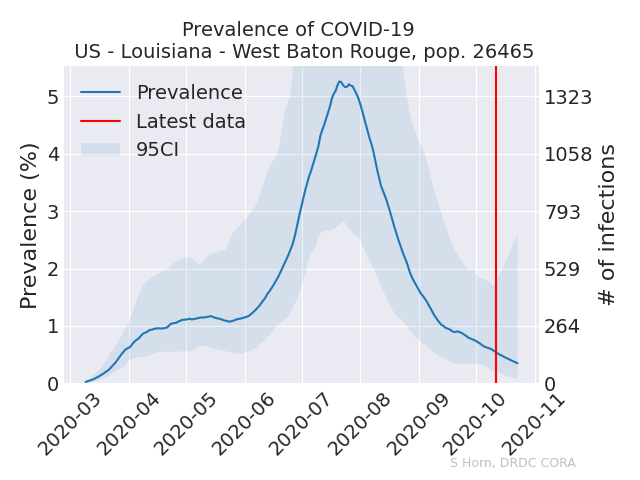 Prevalence of COVID-19
US - Louisiana - West Baton Rouge, pop. 26465
Prevalence
Latest data
95CI
Prevalence (%)
5
4
3
2
1
0
1323
1058
793
529
264
0
# of infections
2020-03
2020-04
2020-05
2020-06
2020-07
2020-08
2020-09
2020-10
2020-11
S Horn, DRDC CORA